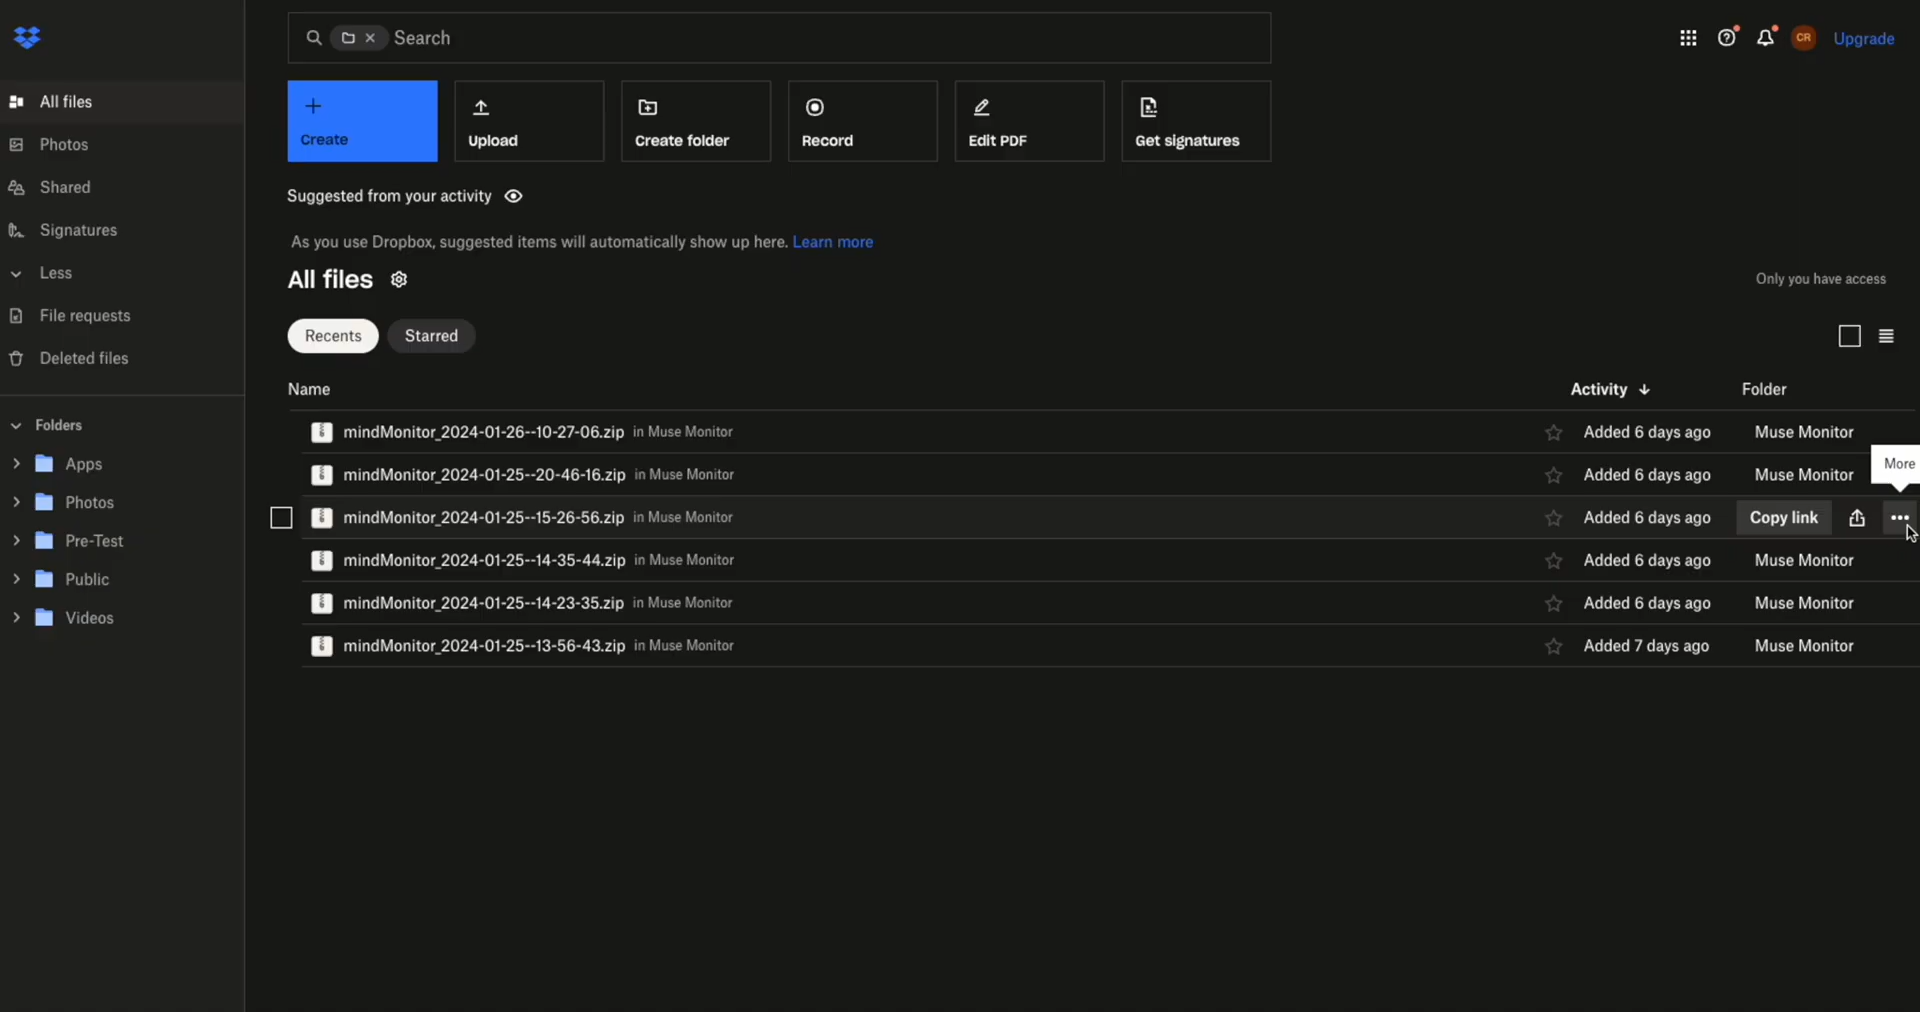 Search
CR
Upgrade
All files
Photos
Shared
Signatures
Less
File requests
Deleted files
Folders
Apps
Photos
Pre-Test
Public
Videos
Create
Upload
Create folder
Record
Edit PDF
Get signatures
Suggested from your activity
As you use Dropbox, suggested items will automatically show up here. Learn more
All files
Only you have access
Recents Starred
Name Activity Folder
mindMonitor_2024-01-26--10-27-06.zip in Muse Monitor Added 6 days ago Muse Monitor
More
mindMonitor_2024-01-25--20-46-16.zip in Muse Monitor Added 6 days ago Muse Monitor
mindMonitor_2024-01-25--15-26-56.zip in Muse Monitor Added 6 days ago Copy link
mindMonitor_2024-01-25--14-35-44.zip in Muse Monitor Added 6 days ago Muse Monitor
mindMonitor_2024-01-25--14-23-35.zip in Muse Monitor Added 6 days ago Muse Monitor
mindMonitor_2024-01-25--13-56-43.zip in Muse Monitor Added 7 days ago Muse Monitor